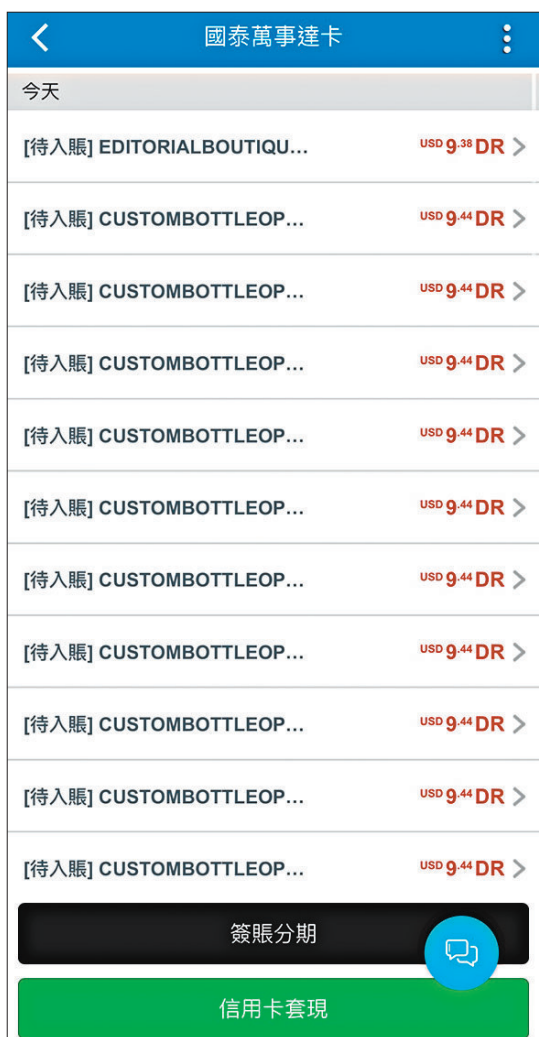 國泰萬事達卡
今天
[待入賬] EDITORIALBOUTIQU... USD 9.38 DR
[待入賬] CUSTOMBOTTLEOP... USD 9.44 DR
[待入賬] CUSTOMBOTTLEOP... USD 9.44 DR
[待入賬] CUSTOMBOTTLEOP... USD 9.44 DR
[待入賬] CUSTOMBOTTLEOP... USD 9.44 DR
[待入賬] CUSTOMBOTTLEOP... USD 9.44 DR
[待入賬] CUSTOMBOTTLEOP... USD 9.44 DR
[待入賬] CUSTOMBOTTLEOP... USD 9.44 DR
[待入賬] CUSTOMBOTTLEOP... USD 9.44 DR
[待入賬] CUSTOMBOTTLEOP... USD 9.44 DR
[待入賬] CUSTOMBOTTLEOP... USD 9.44 DR
簽賬分期
信用卡套現